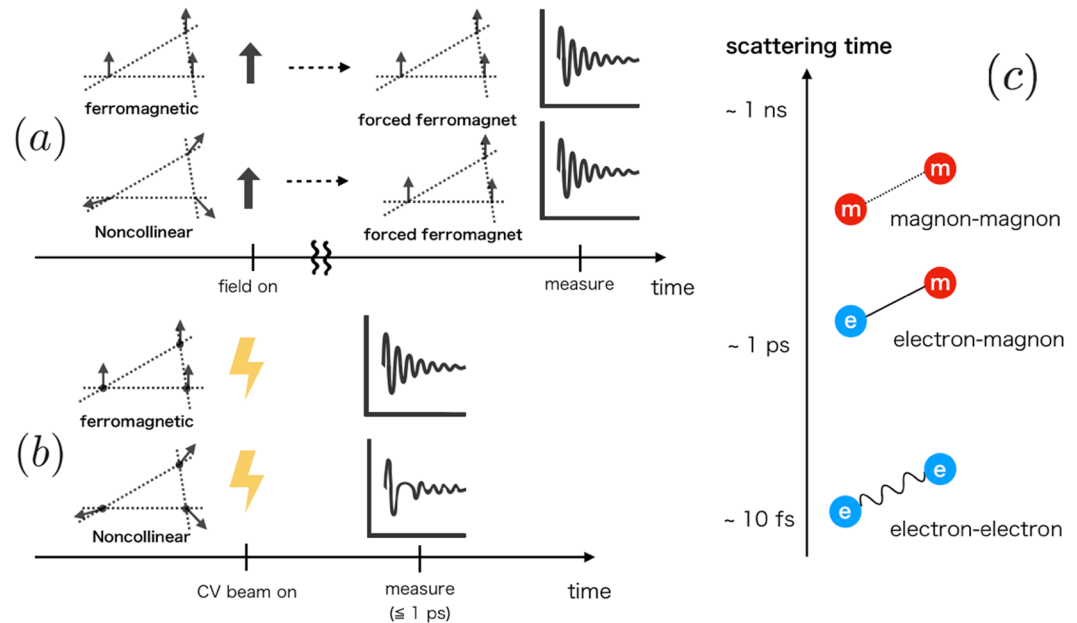 (a)
ferromagnetic
forced ferromagnet
Noncollinear
forced ferromagnet
field on
measure
time
(b)
ferromagnetic
Noncollinear
CV beam on
measure
(≦ 1 ps)
time
scattering time
(c)
~ 1 ns
m
m
magnon-magnon
m
e
electron-magnon
~ 1 ps
e
e
~ 10 fs
electron-electron